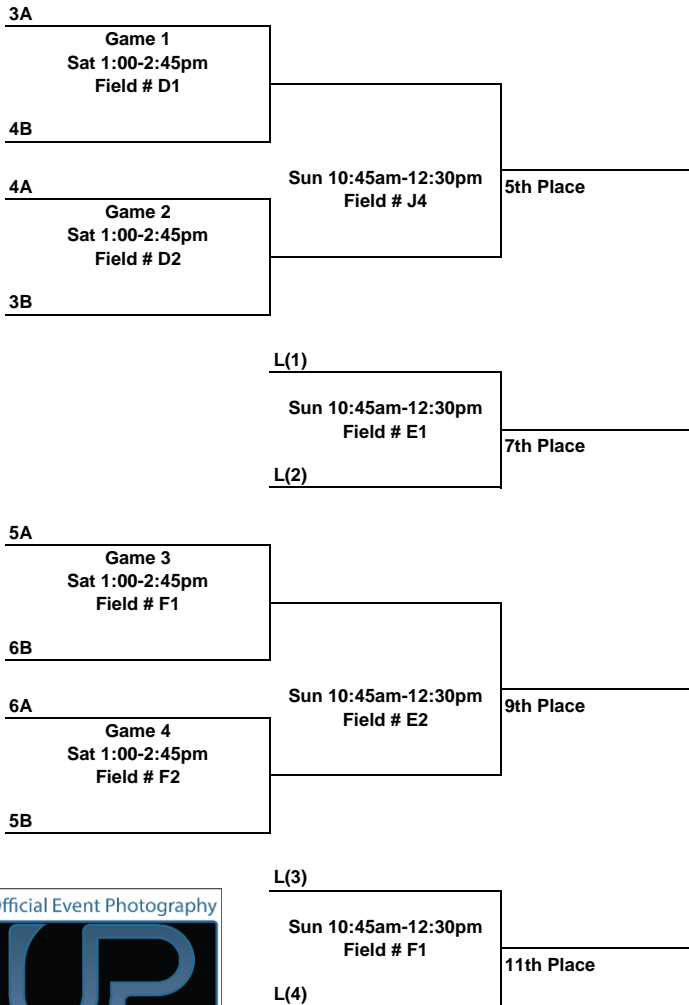 3A
Game 1
Sat 1:00-2:45pm
Field # D1
4B
Sun 10:45am-12:30pm
Field # J4
5th Place
4A
Game 2
Sat 1:00-2:45pm
Field # D2
3B
L(1)
Sun 10:45am-12:30pm
Field # E1
7th Place
L(2)
5A
Game 3
Sat 1:00-2:45pm
Field # F1
6B
Sun 10:45am-12:30pm
Field # E2
9th Place
6A
Game 4
Sat 1:00-2:45pm
Field # F2
5B
L(3)
Official Event Photography
Sun 10:45am-12:30pm
Field # F1
11th Place
L(4)
UP